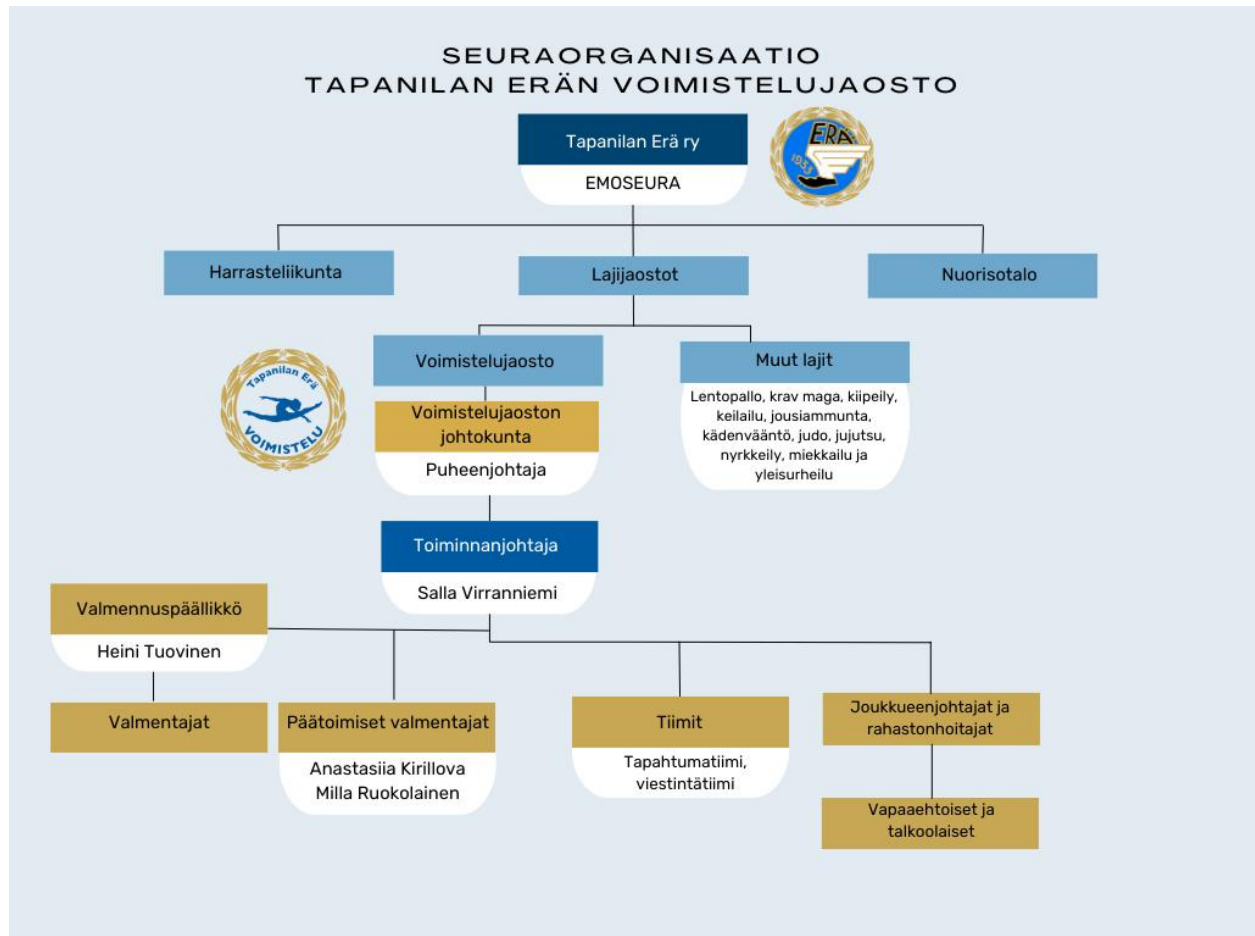 SEURAORGANISAATIO
TAPANILAN ERÄN VOIMISTELUJAOSTO
Tapanilan Erä ry
EMOSEURA
ERÄ
1933
Harrasteliikunta
Lajijaostot
Nuorisotalo
Voimistelujaosto
Muut lajit
Lentopallo, krav maga, kiipeily,
keilailu, jousiammunta,
kädenvääntö, judo, jujutsu,
nyrkkeily, miekkailu ja
yleisurheilu
Tapanilan Erä
VOIMISTELU
Voimistelujaoston
johtokunta
Puheenjohtaja
Toiminnanjohtaja
Salla Virranniemi
Valmennuspäällikkö
Heini Tuovinen
Valmentajat
Päätoimiset valmentajat
Anastasiia Kirillova
Milla Ruokolainen
Tiimit
Tapahtumatiimi,
viestintätiimi
Joukkueenjohtajat ja
rahastonhoitajat
Vapaaehtoiset ja
talkoolaiset